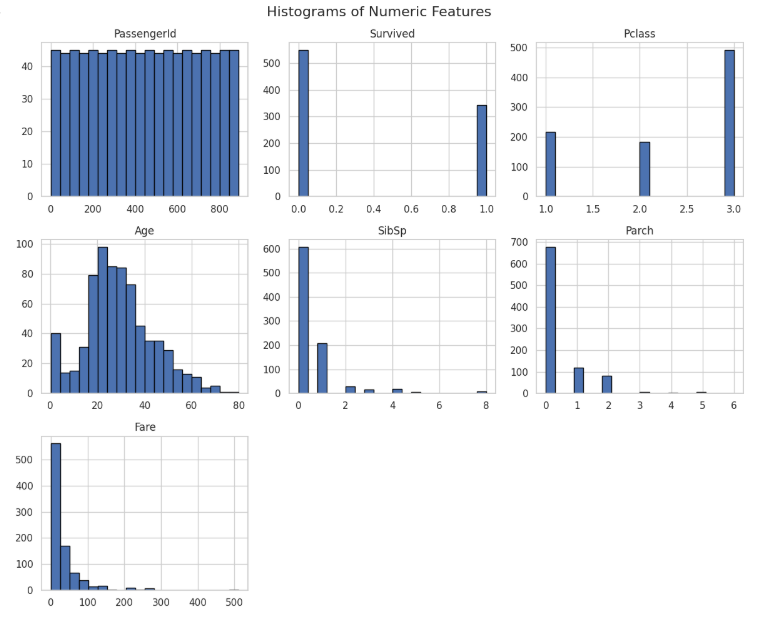 Histograms of Numeric Features
PassengerId
40
30
20
10
0
0 200 400 600 800
Survived
500
400
300
200
100
0
0.0 0.2 0.4 0.6 0.8 1.0
Pclass
500
400
300
200
100
0
1.0 1.5 2.0 2.5 3.0
Age
100
80
60
40
20
0
0 20 40 60 80
SibSp
600
500
400
300
200
100
0
0 2 4 6 8
Parch
700
600
500
400
300
200
100
0
0 1 2 3 4 5 6
Fare
500
400
300
200
100
0
0 100 200 300 400 500